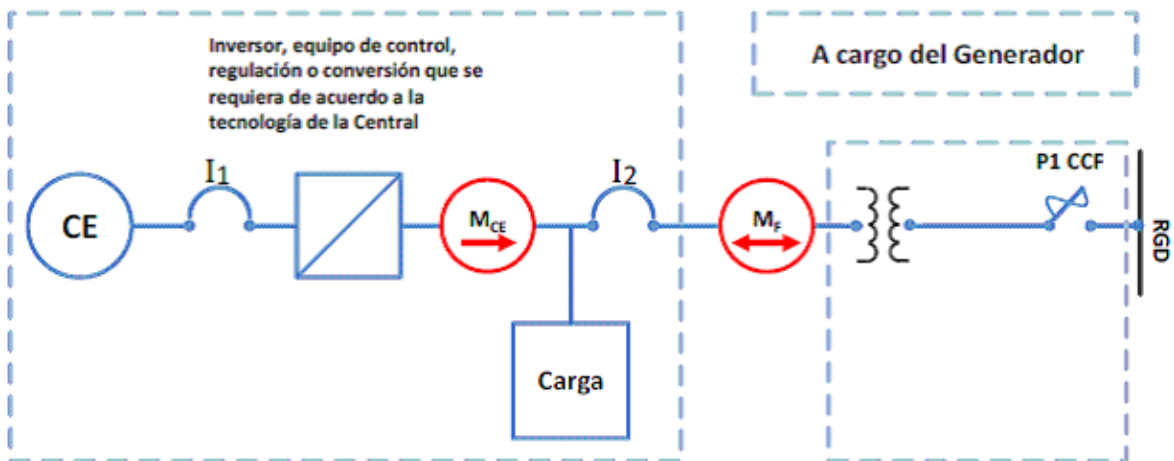 Inversor, equipo de control,
regulación o conversión que se
requiera de acuerdo a la
tecnología de la Central
A cargo del Generador
CE
I1
MCE
I2
MF
P1 CCF
RGD
Carga